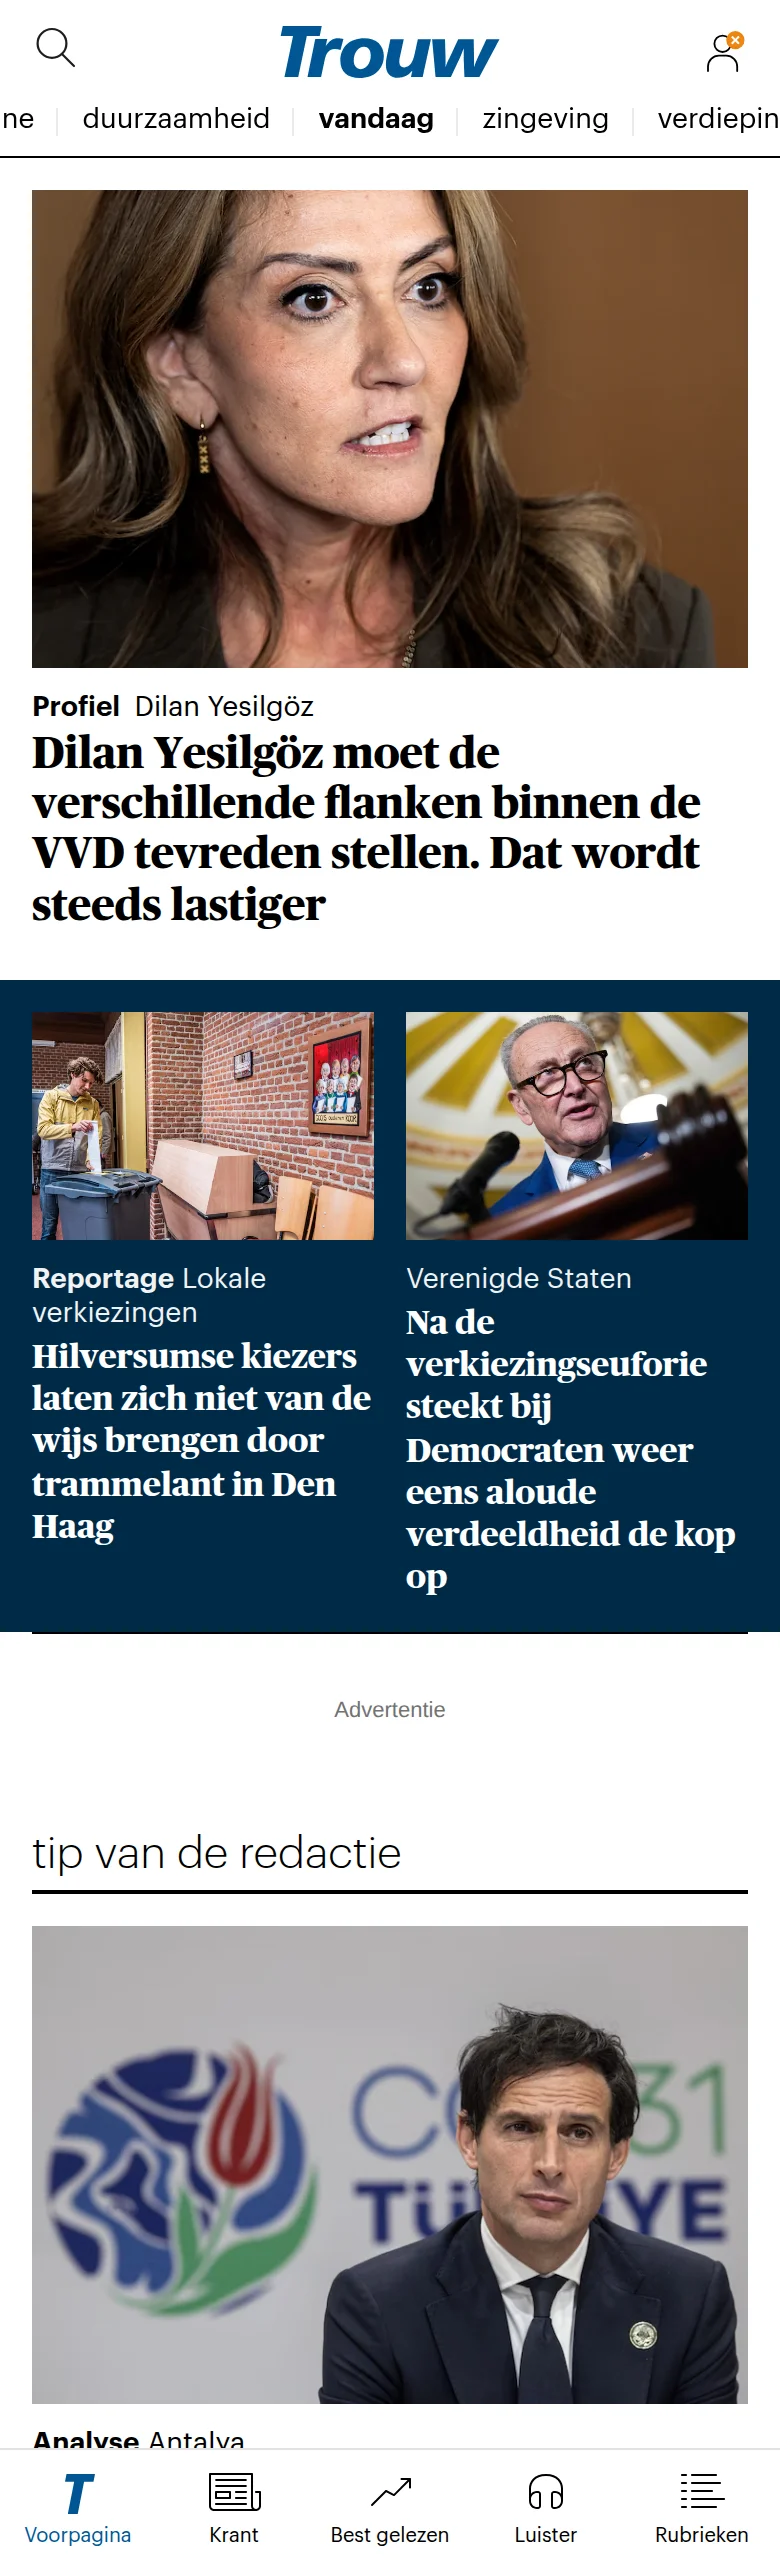 Trouw
ne
duurzaamheid
vandaag
zingeving
verdiepin
Profiel Dilan Yesilgöz
Dilan Yesilgöz moet de
verschillende flanken binnen de
VVD tevreden stellen. Dat wordt
steeds lastiger
Reportage Lokale
verkiezingen
Hilversumse kiezers
laten zich niet van de
wijs brengen door
trammelant in Den
Haag
Verenigde Staten
Na de
verkiezingseuforie
steekt bij
Democraten weer
eens aloude
verdeeldheid de kop
op
Advertentie
tip van de redactie
C 31
TÜ YE
Analyse Antalya
T
Voorpagina
Krant
Best gelezen
Luister
Rubrieken